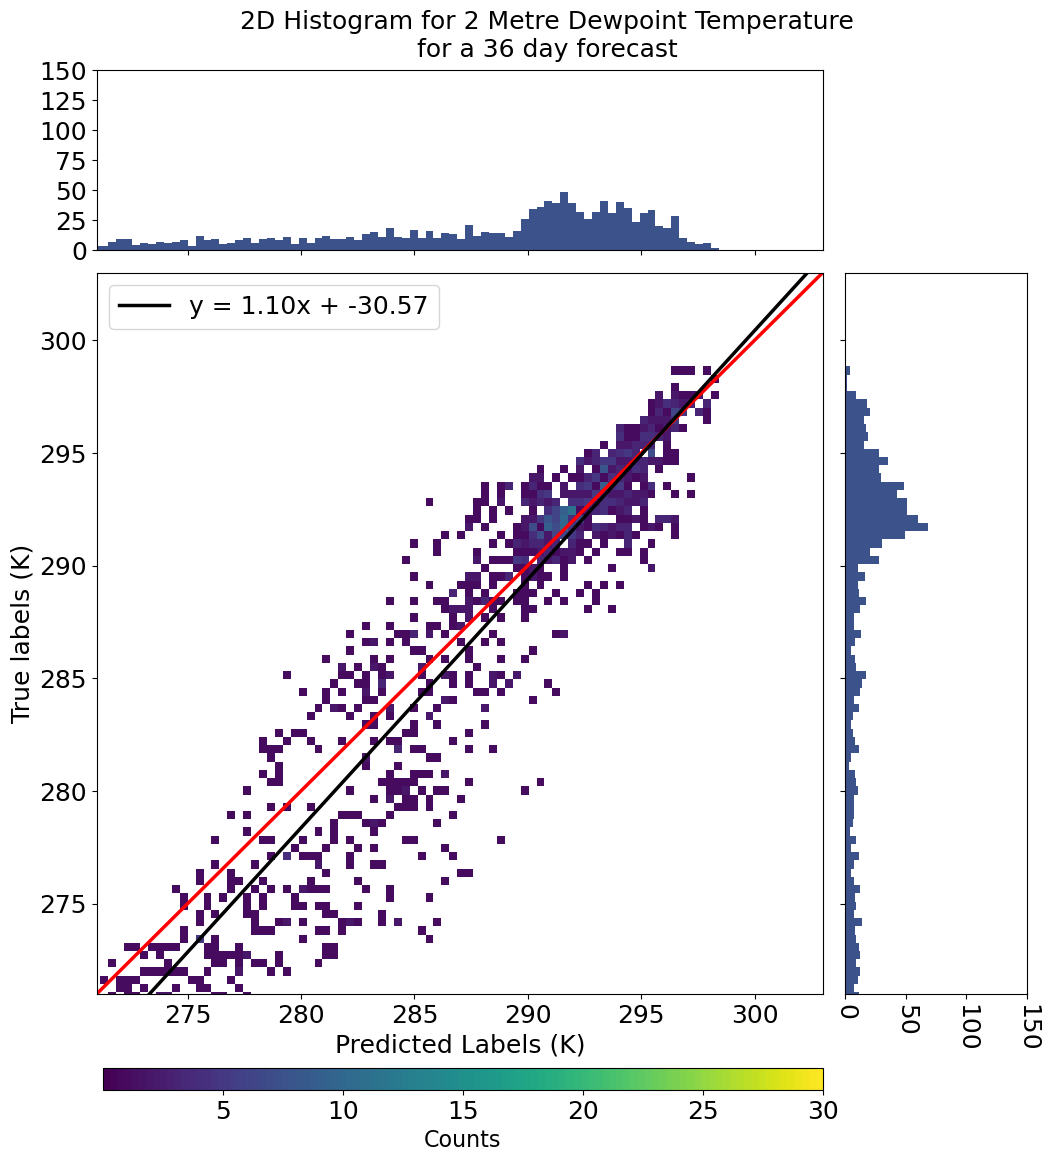 2D Histogram for 2 Metre Dewpoint Temperature
for a 36 day forecast
150
125
100
75
50
25
0
y = 1.10x + -30.57
300
295
290
285
280
275
True labels (K)
275 280 285 290 295 300
Predicted Labels (K)
0 50 100 150
5 10 15 20 25 30
Counts